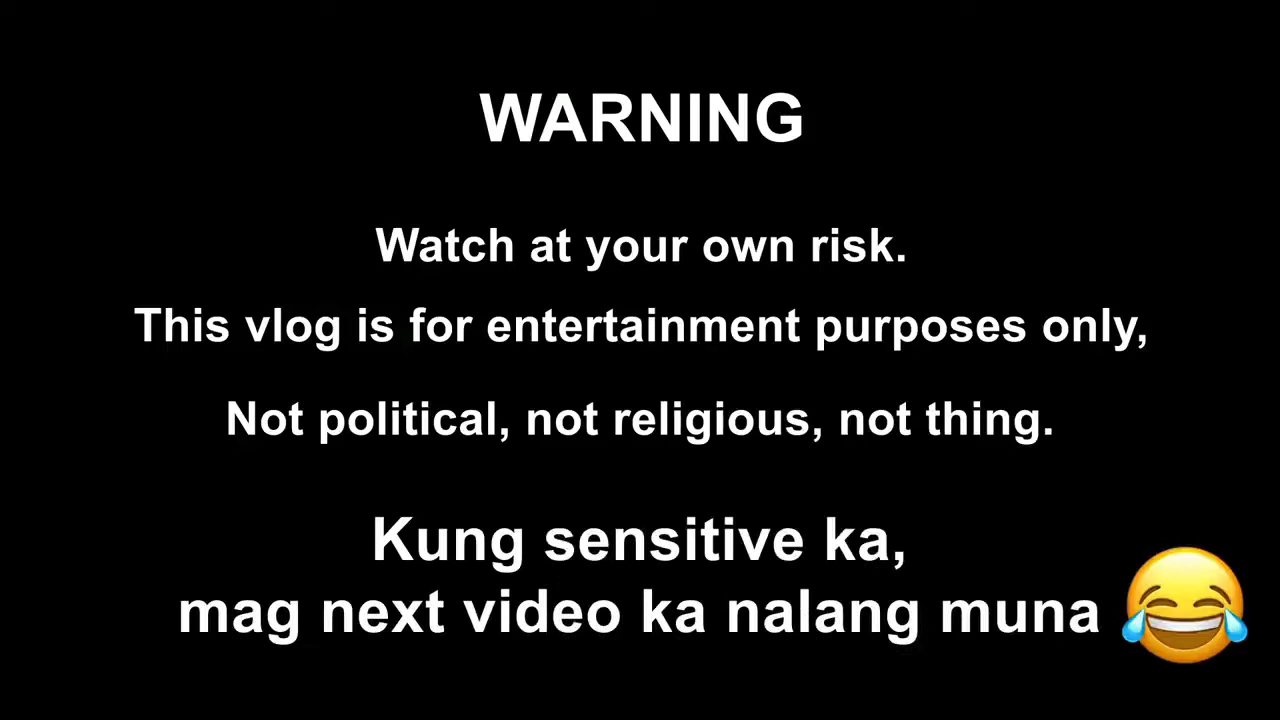 WARNING
Watch at your own risk.
This vlog is for entertainment purposes only,
Not political, not religious, not thing.
Kung sensitive ka,
mag next video ka nalang muna 😂